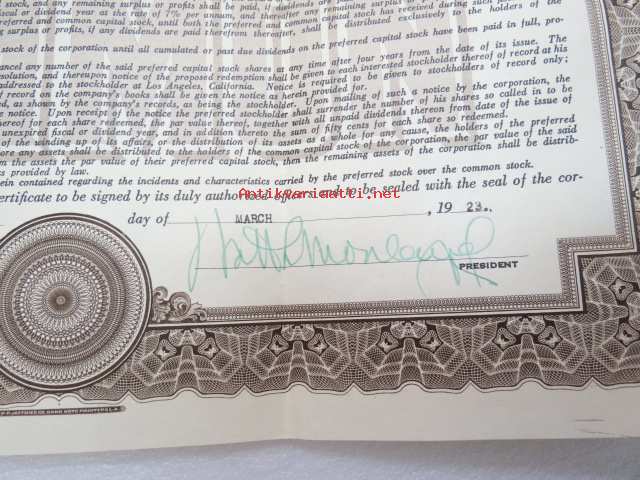 stock, and any remaining surplus or profits shall be paid, if dividends are
fiscal or dividend year as the rate of 7% per annum, and thereafter any remaining surplus or
preferred and common capital stock, until both the preferred and common capital stock has received during such fiscal
surplus or profits, if any dividends are paid therefrom thereafter, shall be distributed exclusively to the holders of the
stock of the corporation until all cumulated or past due dividends on the preferred capital stock have been paid in full, pro-
cancel any number of the said preferred capital stock shares at any time after four years from the date of its issue. The
resolution, and thereupon notice of the proposed redemption shall be given to each interested stockholder thereof of record at his
addressed to the stockholder at Los Angeles, California. Notice is required to be given to stockholders of record only;
of record on the company's books shall be given the notice as herein provided for.
ed, as shown by the company's records, as being the stockholder. Upon mailing of such notice by the corporation, the
e notice. Upon receipt of the notice the preferred stockholder shall surrender the number of his shares so called in to be
hereof for each share redeemed, the par value thereof, together with all unpaid dividends thereon from date of the issue of
unexpired fiscal or dividend year, and in addition thereto the sum of fifty cents for each share so redeemed.
of the winding up of its affairs, or the distribution of its assets as a whole for any cause, the holders of the preferred
fore any assets shall be distributed to the holders of the common capital stock of the corporation, the par value of the said
from the assets the par value of their preferred capital stock, then the remaining assets of the corporation shall be distrib-
s provided by law.
ein contained regarding the incidents and characteristics carried by the preferred stock over the common stock.
ertificate to be signed by its duly authorized officers and to be sealed with the seal of the cor-
antiikvariaatti.net
day of MARCH, 19 23.
PRESIDENT